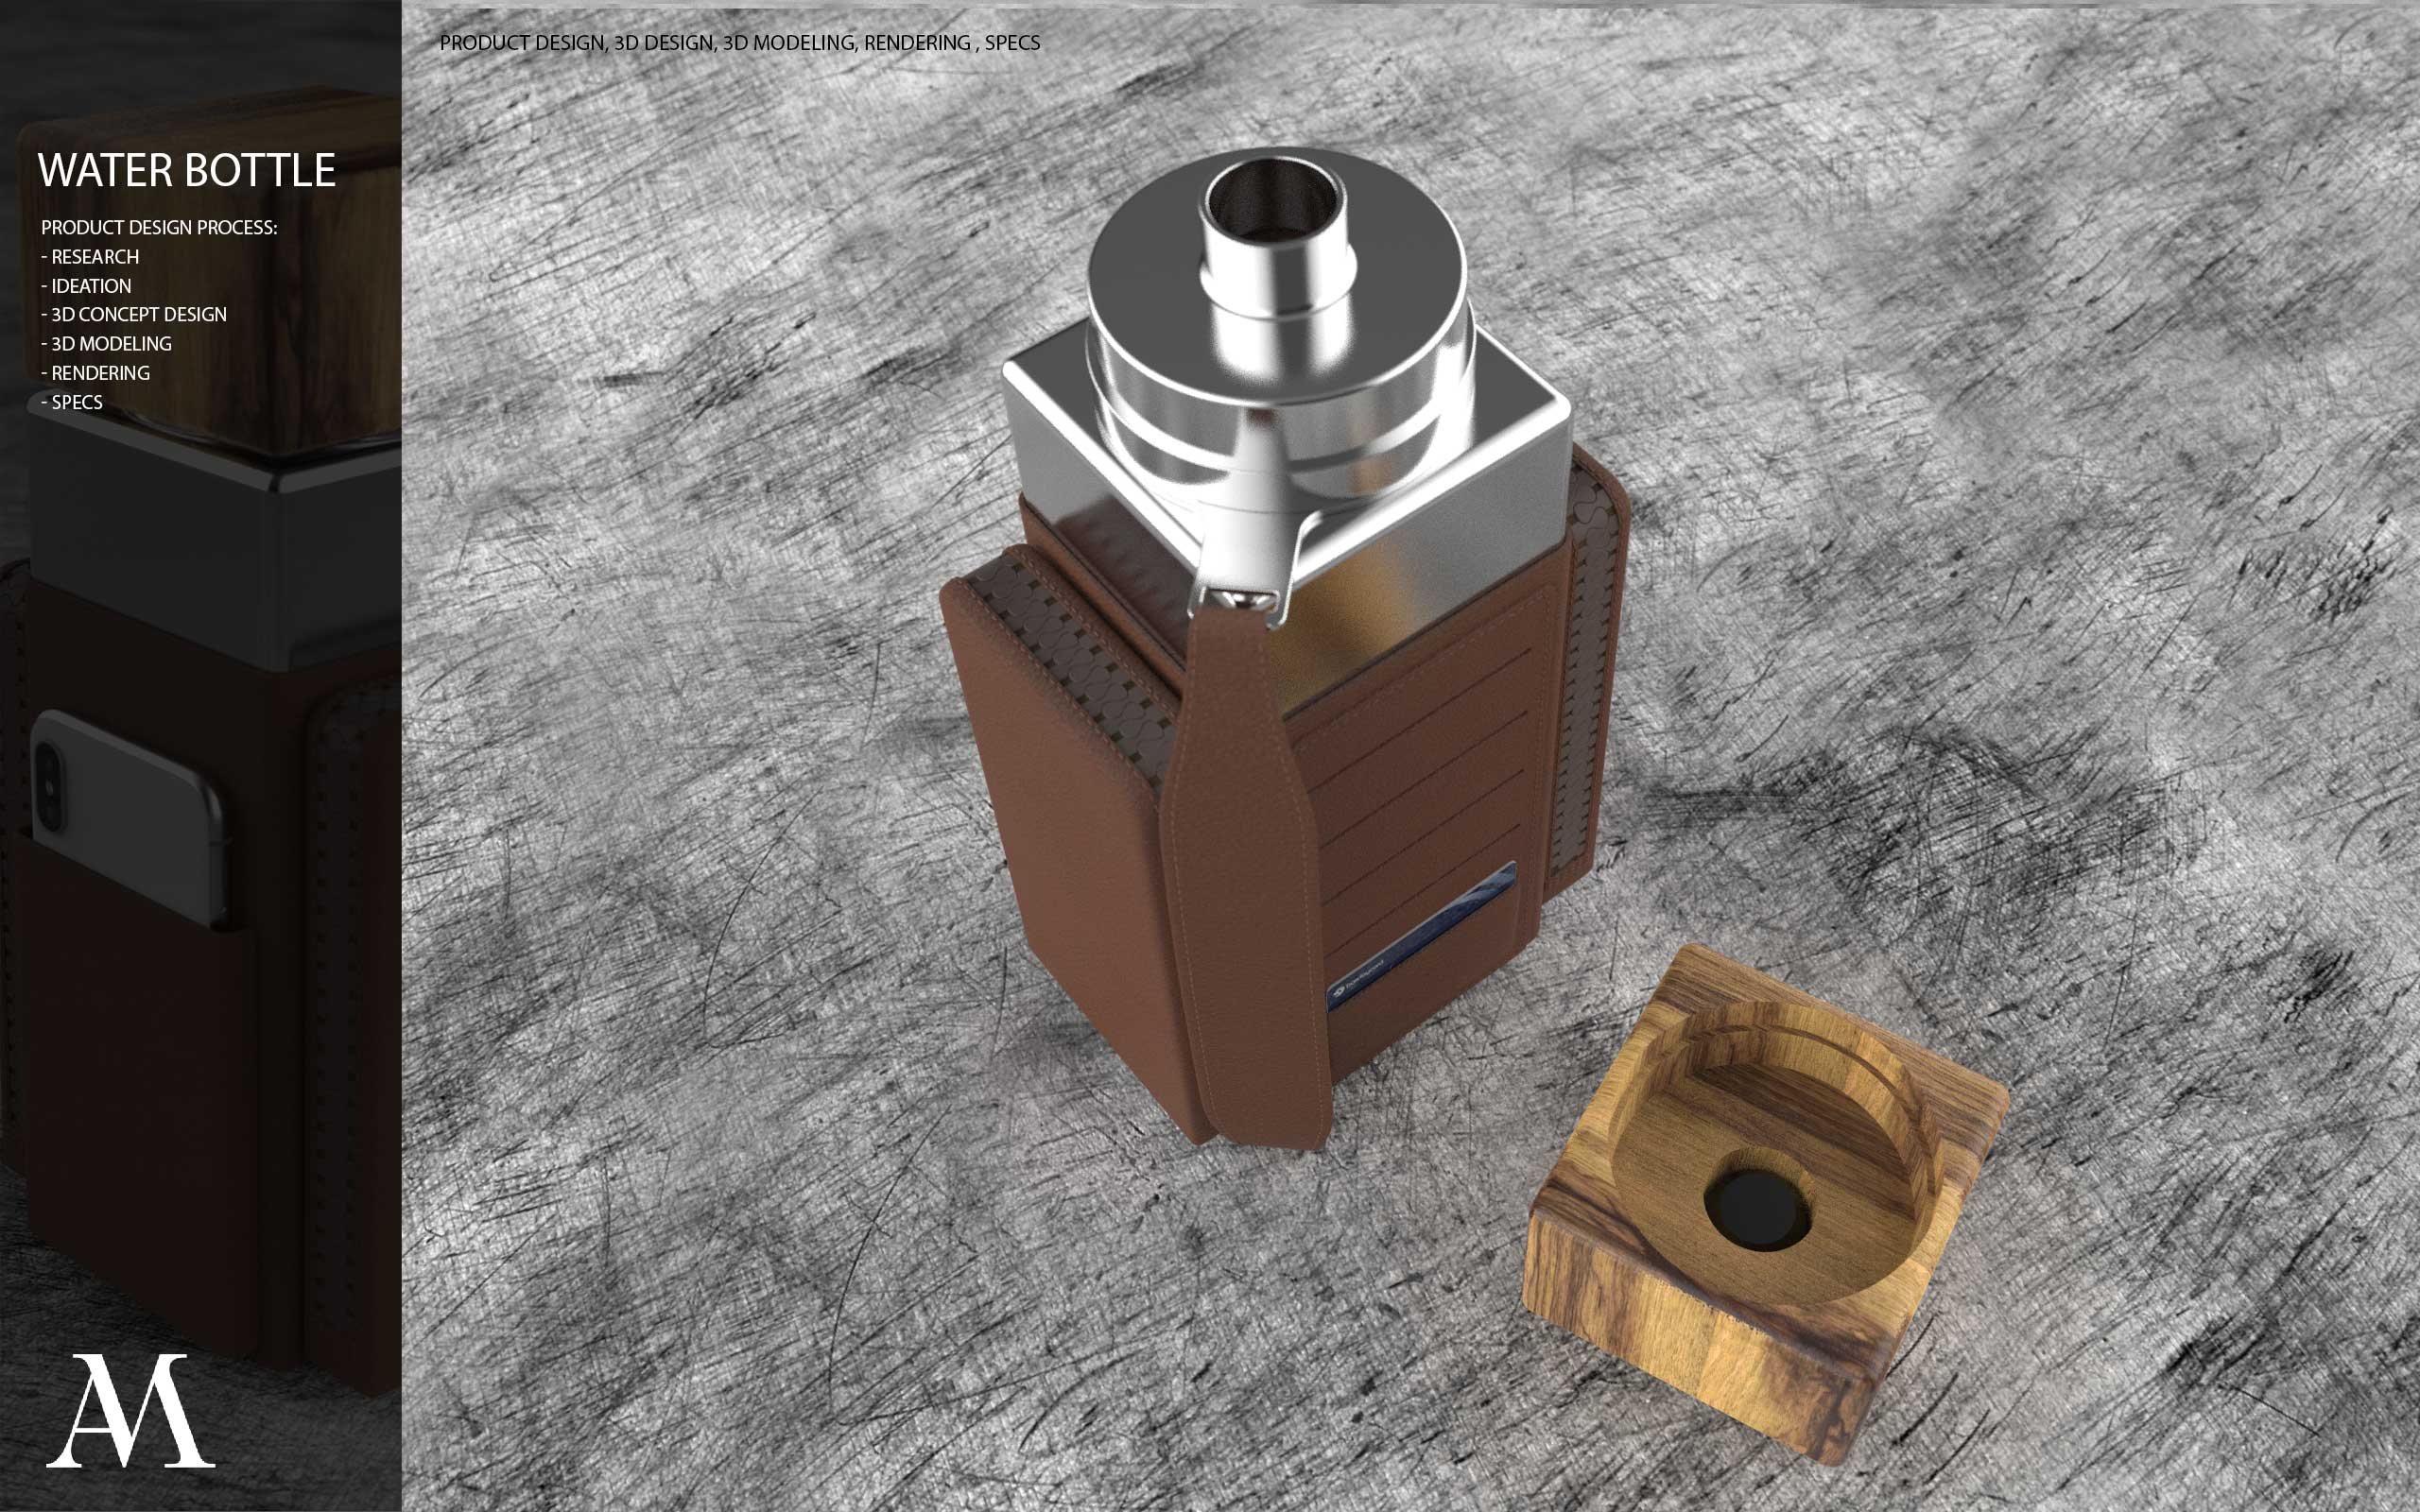 PRODUCT DESIGN, 3D DESIGN, 3D MODELING, RENDERING , SPECS
WATER BOTTLE
PRODUCT DESIGN PROCESS:
- RESEARCH
- IDEATION
- 3D CONCEPT DESIGN
- 3D MODELING
- RENDERING
- SPECS
AM